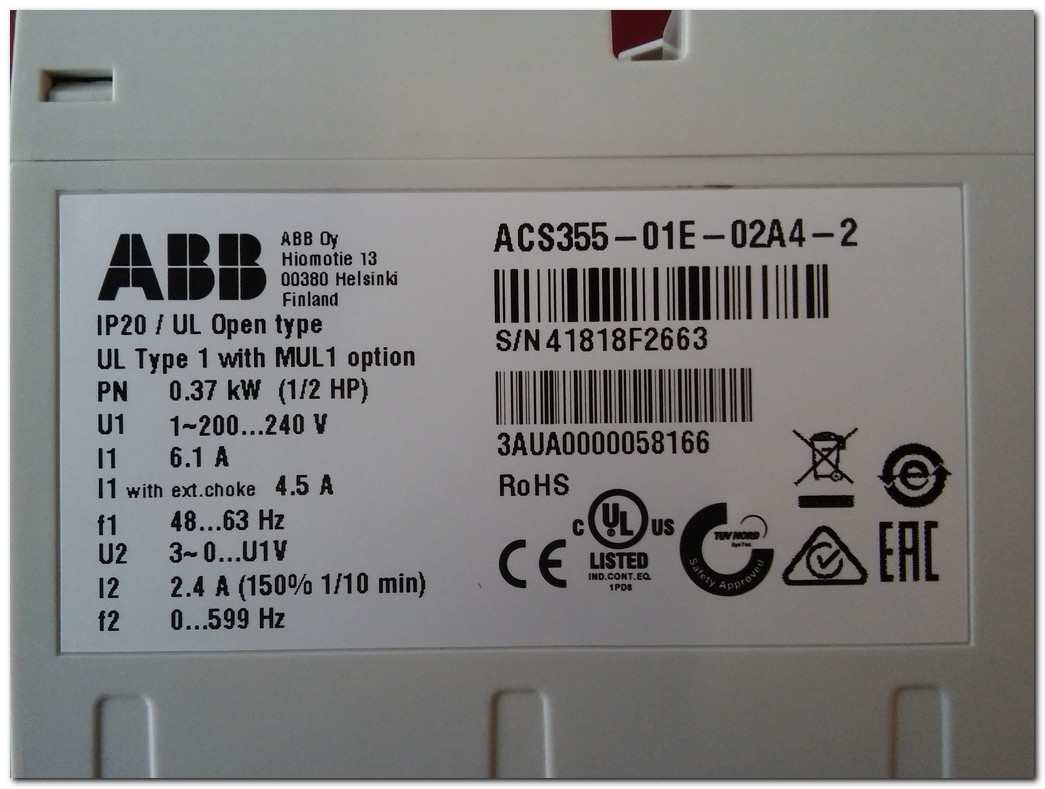 ABB
ABB Oy
Hiomotie 13
00380 Helsinki
Finland
IP20 / UL Open type
UL Type 1 with MUL1 option
PN 0.37 kW (1/2 HP)
U1 1~200...240 V
I1 6.1 A
I1 with ext.choke 4.5 A
f1 48...63 Hz
U2 3~0...U1V
I2 2.4 A (150% 1/10 min)
f2 0...599 Hz
ACS355-01E-02A4-2
S/N 41818F2663
3AUA0000058166
RoHS
CE
c UL US
LISTED
IND.CONT.EQ.
1PD8
TÜV NORD
SysTec
Safety Approved
e
EAC